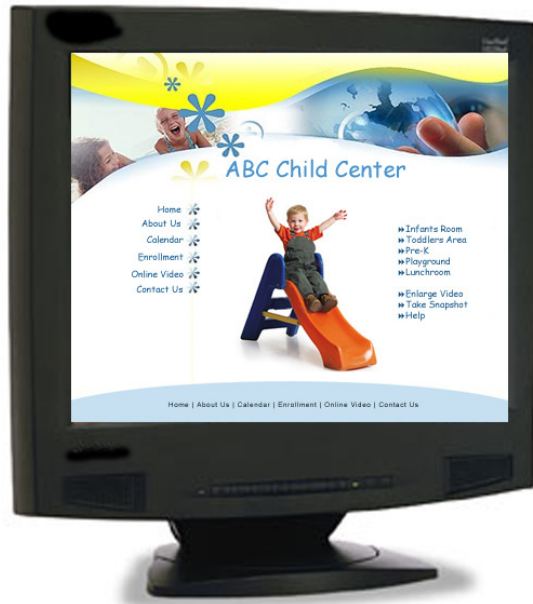 ABC Child Center
Home
About Us
Calendar
Enrollment
Online Video
Contact Us
Infants Room
Toddlers Area
Pre-K
Playground
Lunchroom
Enlarge Video
Take Snapshot
Help
Home | About Us | Calendar | Enrollment | Online Video | Contact Us